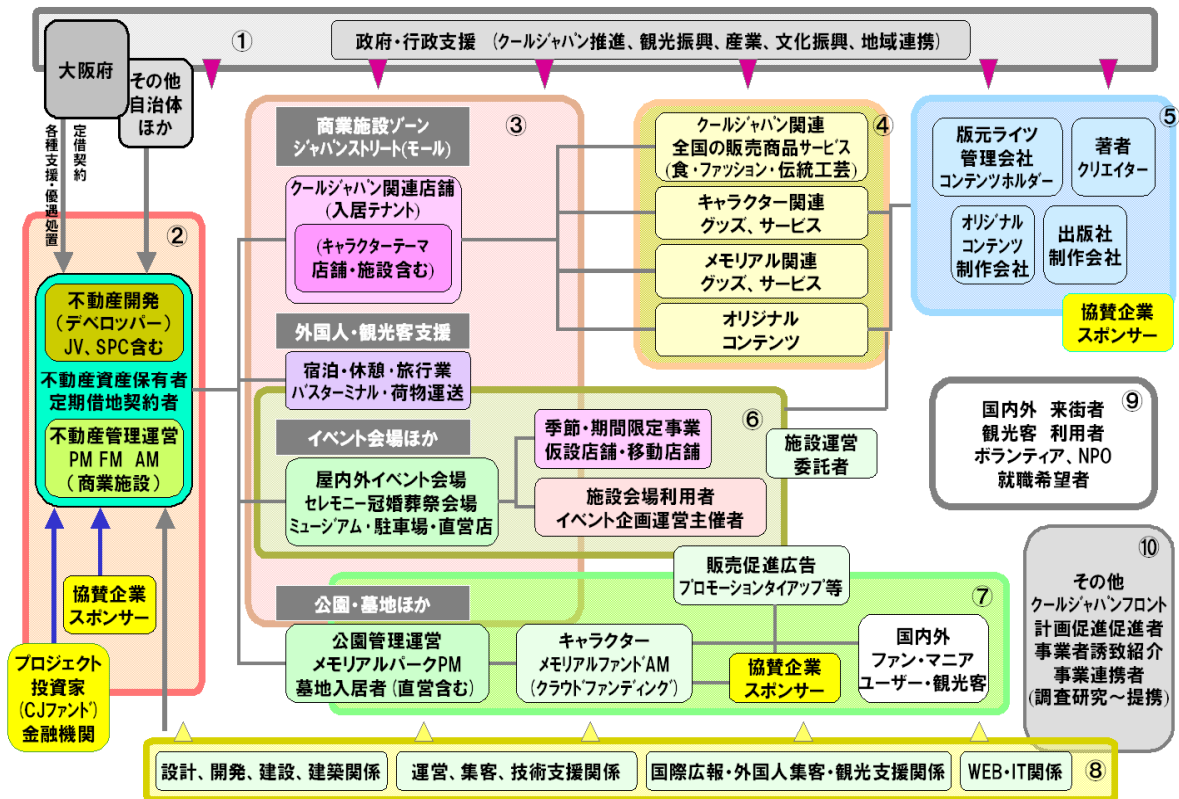 ①
政府・行政支援 (クールジャパン推進、観光振興、産業、文化振興、地域連携)
大阪府
その他
自治体
ほか
定借契約
各種支援・優遇処置
②
不動産開発
(デベロッパー)
JV、SPC含む
不動産資産保有者
定期借地契約者
不動産管理運営
PM FM AM
(商業施設)
協賛企業
スポンサー
プロジェクト
投資家
(CJファンド)
金融機関
③
商業施設ゾーン
ジャパンストリート(モール)
クールジャパン関連店舗
(入居テナント)
(キャラクターテーマ
店舗・施設含む)
外国人・観光客支援
宿泊・休憩・旅行業
バスターミナル・荷物運送
イベント会場ほか
屋内外イベント会場
セレモニー冠婚葬祭会場
ミュージアム・駐車場・直営店
公園・墓地ほか
公園管理運営
メモリアルパークPM
墓地入居者(直営含む)
④
クールジャパン関連
全国の販売商品サービス
(食・ファッション・伝統工芸)
キャラクター関連
グッズ、サービス
メモリアル関連
グッズ、サービス
オリジナル
コンテンツ
⑤
版元ライツ
管理会社
コンテンツホルダー
著者
クリエイター
オリジナル
コンテンツ
制作会社
出版社
制作会社
協賛企業
スポンサー
⑥
季節・期間限定事業
仮設店舗・移動店舗
施設会場利用者
イベント企画運営主催者
施設運営
委託者
⑦
販売促進広告
プロモーションタイアップ等
キャラクター
メモリアルファンドAM
(クラウドファンディング)
協賛企業
スポンサー
国内外
ファン・マニア
ユーザー・観光客
⑧
設計、開発、建設、建築関係
運営、集客、技術支援関係
国際広報・外国人集客・観光支援関係
WEB・IT関係
⑨
国内外 来街者
観光客 利用者
ボランティア、NPO
就職希望者
⑩
その他
クールジャパンフロント
計画促進促進者
事業者誘致紹介
事業連携者
(調査研究～提携)